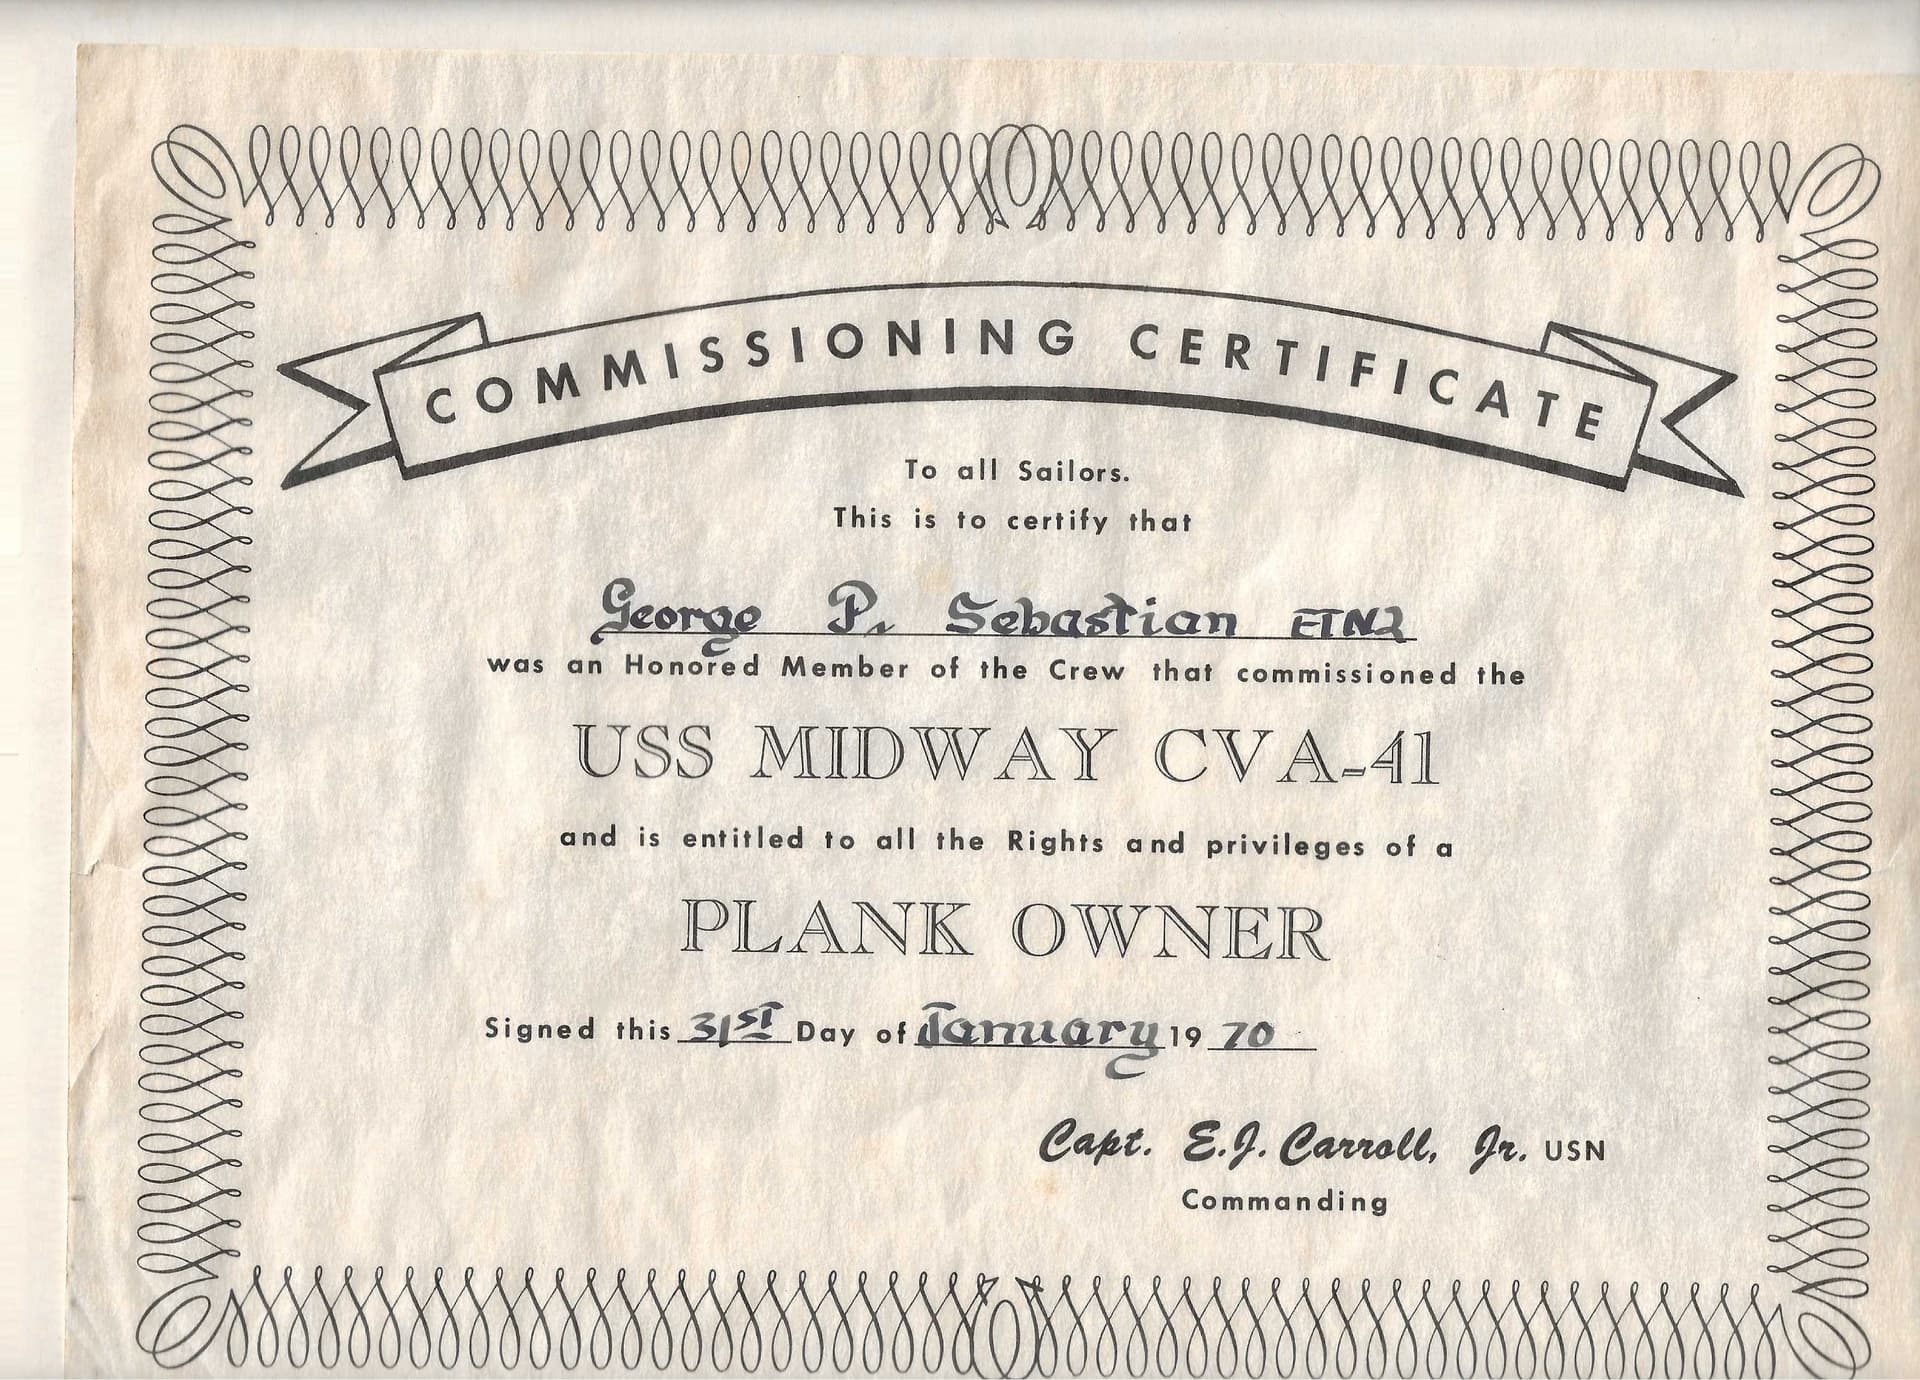 COMMISSIONING CERTIFICATE
To all Sailors.
This is to certify that
George P. Sebastian ETN2
was an Honored Member of the Crew that commissioned the
USS MIDWAY CVA-41
and is entitled to all the Rights and privileges of a
PLANK OWNER
Signed this 31ST Day of January 19 70
Capt. E.J. Carroll, Jr. USN
Commanding